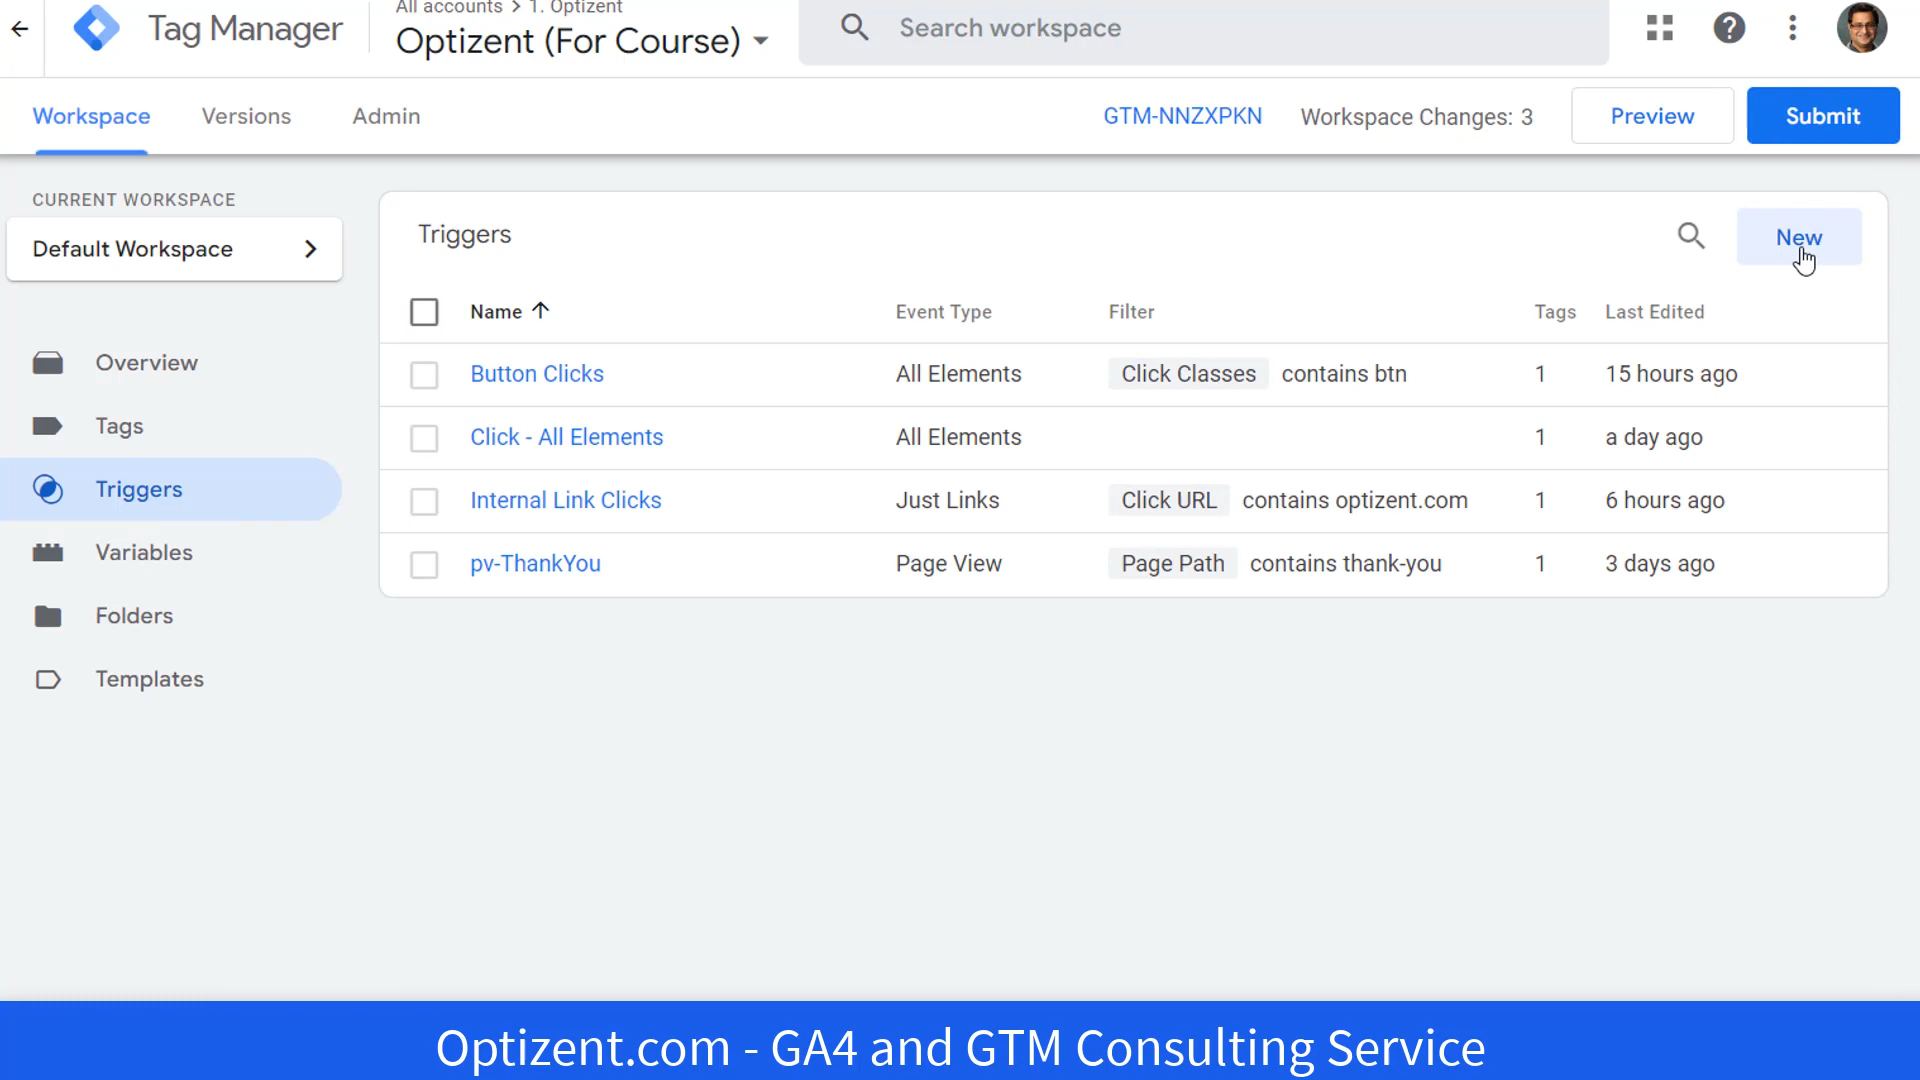 All accounts > 1. Optizent
Tag Manager
Optizent (For Course)
Search workspace
Workspace Versions Admin
GTM-NNZXPKN Workspace Changes: 3 Preview Submit
CURRENT WORKSPACE
Default Workspace
Overview
Tags
Triggers
Variables
Folders
Templates
Triggers
New
Name Event Type Filter Tags Last Edited
Button Clicks All Elements Click Classes contains btn 1 15 hours ago
Click - All Elements All Elements 1 a day ago
Internal Link Clicks Just Links Click URL contains optizent.com 1 6 hours ago
pv-ThankYou Page View Page Path contains thank-you 1 3 days ago
Optizent.com - GA4 and GTM Consulting Service